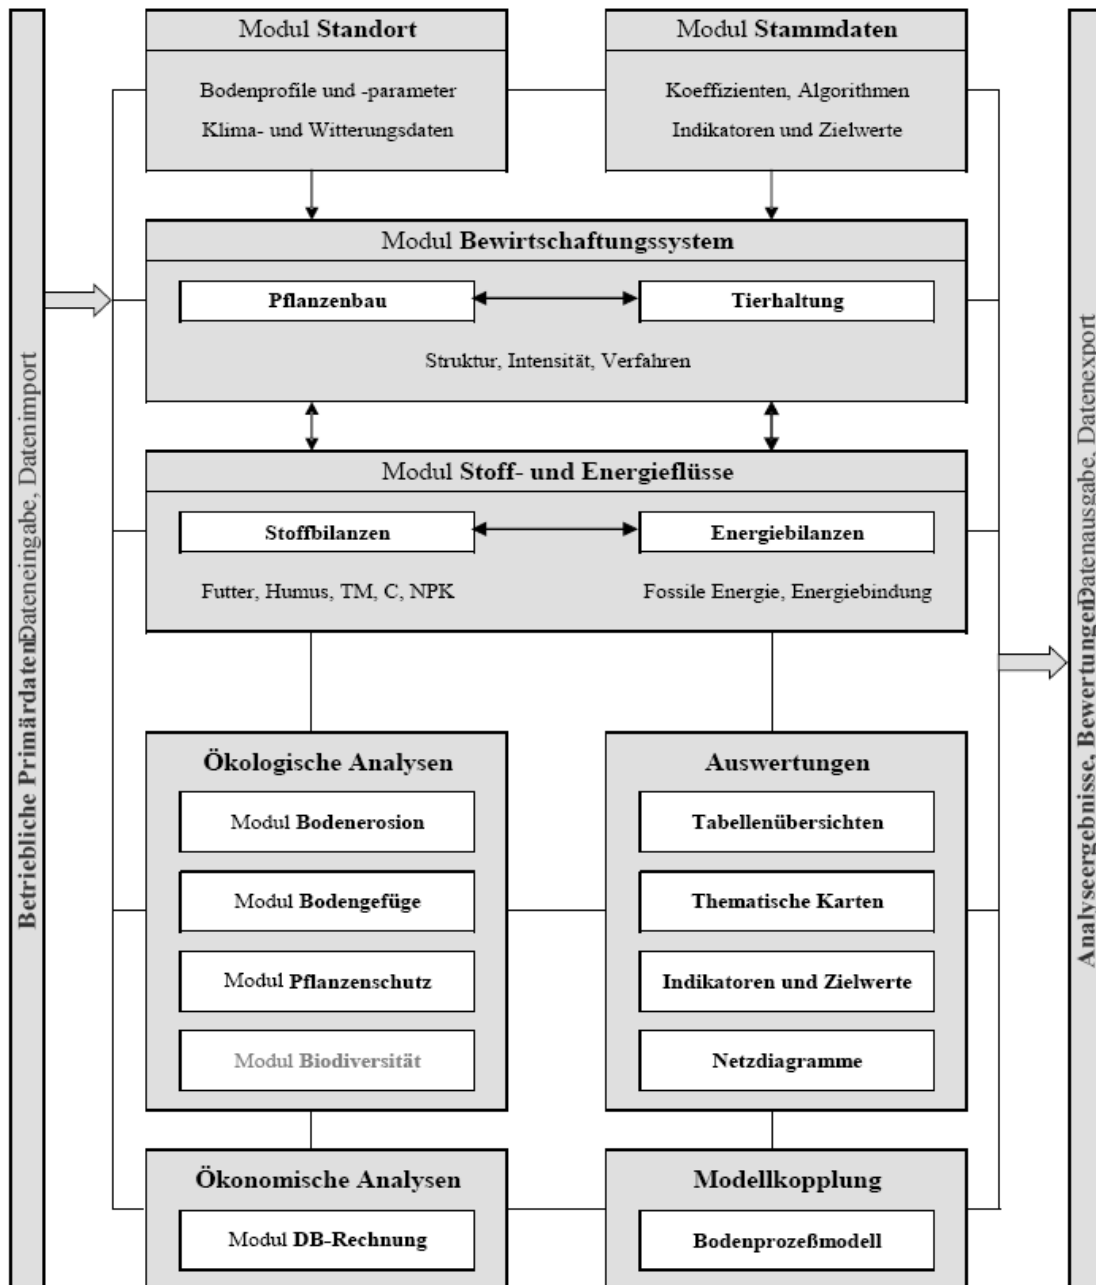 Betriebliche Primärdaten Dateneingabe, Datenimport
Modul Standort
Bodenprofile und -parameter
Klima- und Witterungsdaten
Modul Stammdaten
Koeffizienten, Algorithmen
Indikatoren und Zielwerte
Modul Bewirtschaftungssystem
Pflanzenbau
Tierhaltung
Struktur, Intensität, Verfahren
Modul Stoff- und Energieflüsse
Stoffbilanzen
Energiebilanzen
Futter, Humus, TM, C, NPK
Fossile Energie, Energiebindung
Ökologische Analysen
Modul Bodenerosion
Modul Bodengefüge
Modul Pflanzenschutz
Modul Biodiversität
Auswertungen
Tabellenübersichten
Thematische Karten
Indikatoren und Zielwerte
Netzdiagramme
Ökonomische Analysen
Modul DB-Rechnung
Modellkopplung
Bodenprozeßmodell
Analyseergebnisse, Bewertungen Datenausgabe, Datenexport